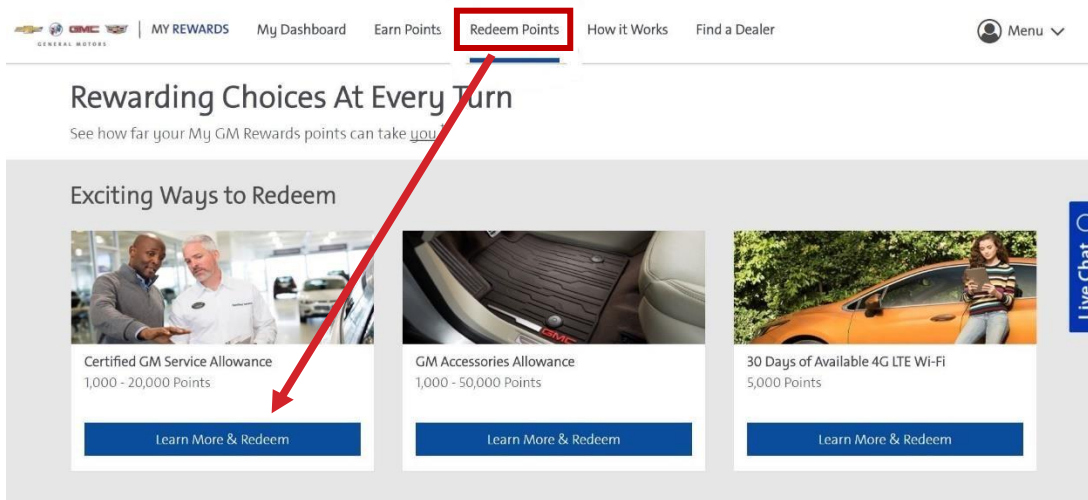 GMC
GENERAL MOTORS
MY REWARDS
My Dashboard
Earn Points
Redeem Points
How it Works
Find a Dealer
Menu
Rewarding Choices At Every Turn
See how far your My GM Rewards points can take you
Exciting Ways to Redeem
Certified GM Service Allowance
1,000 - 20,000 Points
Learn More & Redeem
GMC
GM Accessories Allowance
1,000 - 50,000 Points
Learn More & Redeem
30 Days of Available 4G LTE Wi-Fi
5,000 Points
Learn More & Redeem
Live Chat